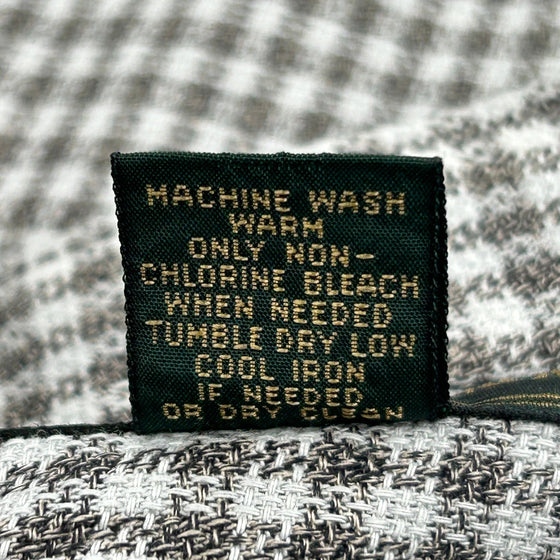 MACHINE WASH
WARM
ONLY NON-
CHLORINE BLEACH
WHEN NEEDED
TUMBLE DRY LOW
COOL IRON
IF NEEDED
OR DRY CLEAN